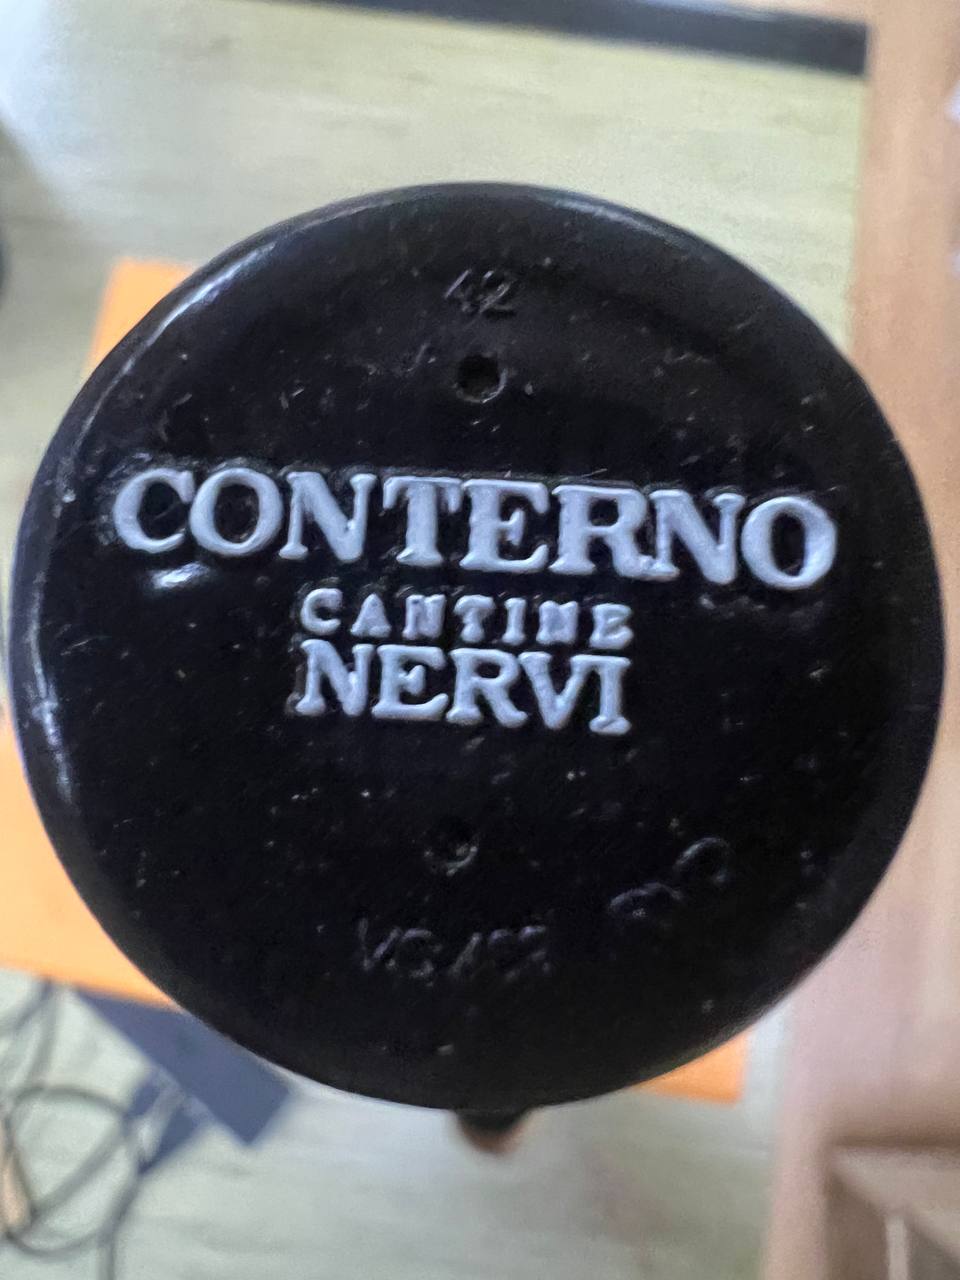 42
CONTERNO
CANTINE
NERVI